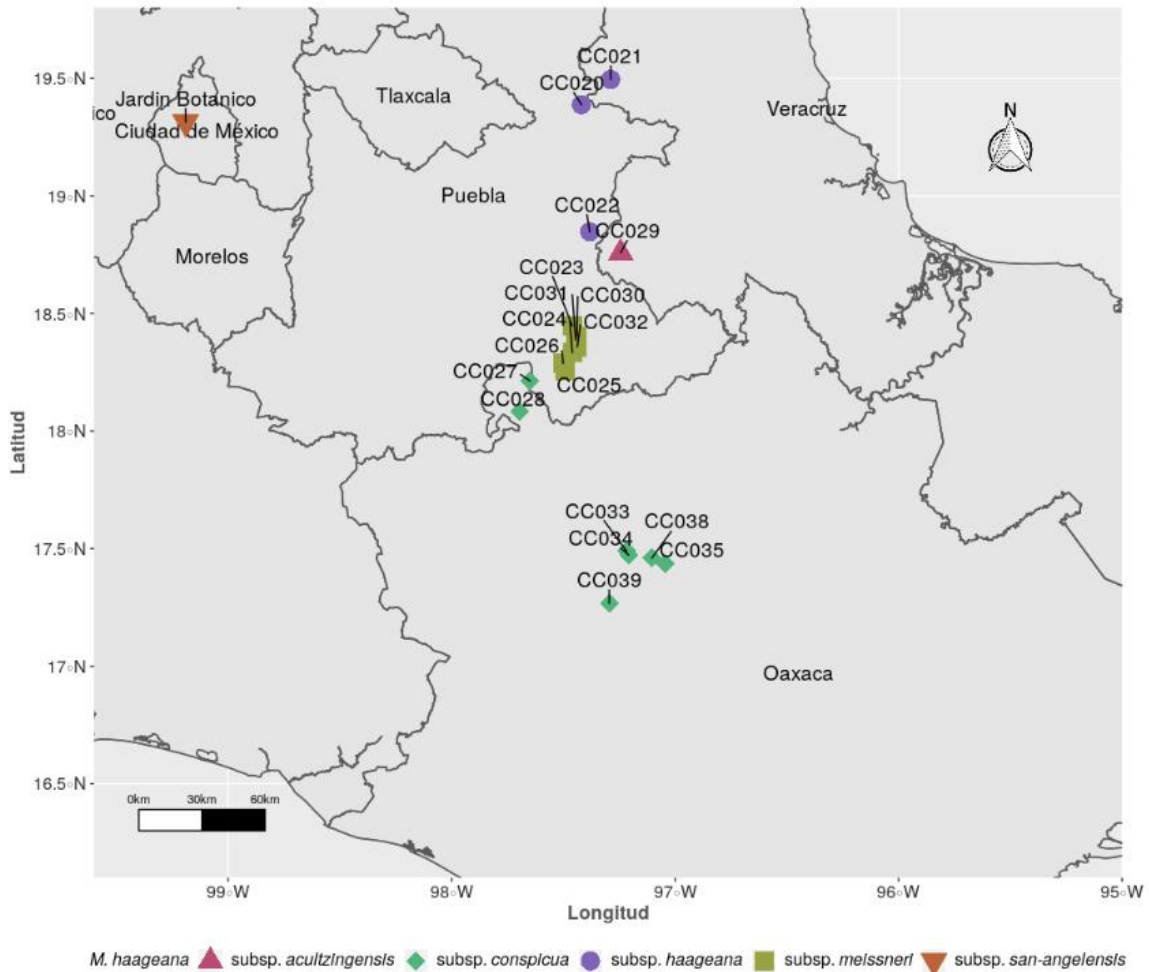 CC021
19.5○N
CC020
Jardin Botanico
Tlaxcala
Veracruz
ico
Ciudad de México
N
19○N
Puebla
CC022
CC029
Morelos
CC023
CC031
CC030
18.5○N
CC024
CC032
CC026
CC027
CC025
CC028
18○N
Latitud
CC033
CC038
17.5○N
CC034
CC035
CC039
17○N
Oaxaca
16.5○N
0km 30km 60km
99○W 98○W 97○W 96○W 95○W
Longitud
M. haageana subsp. acultzingensis subsp. conspicua subsp. haageana subsp. meissneri subsp. san-angelensis